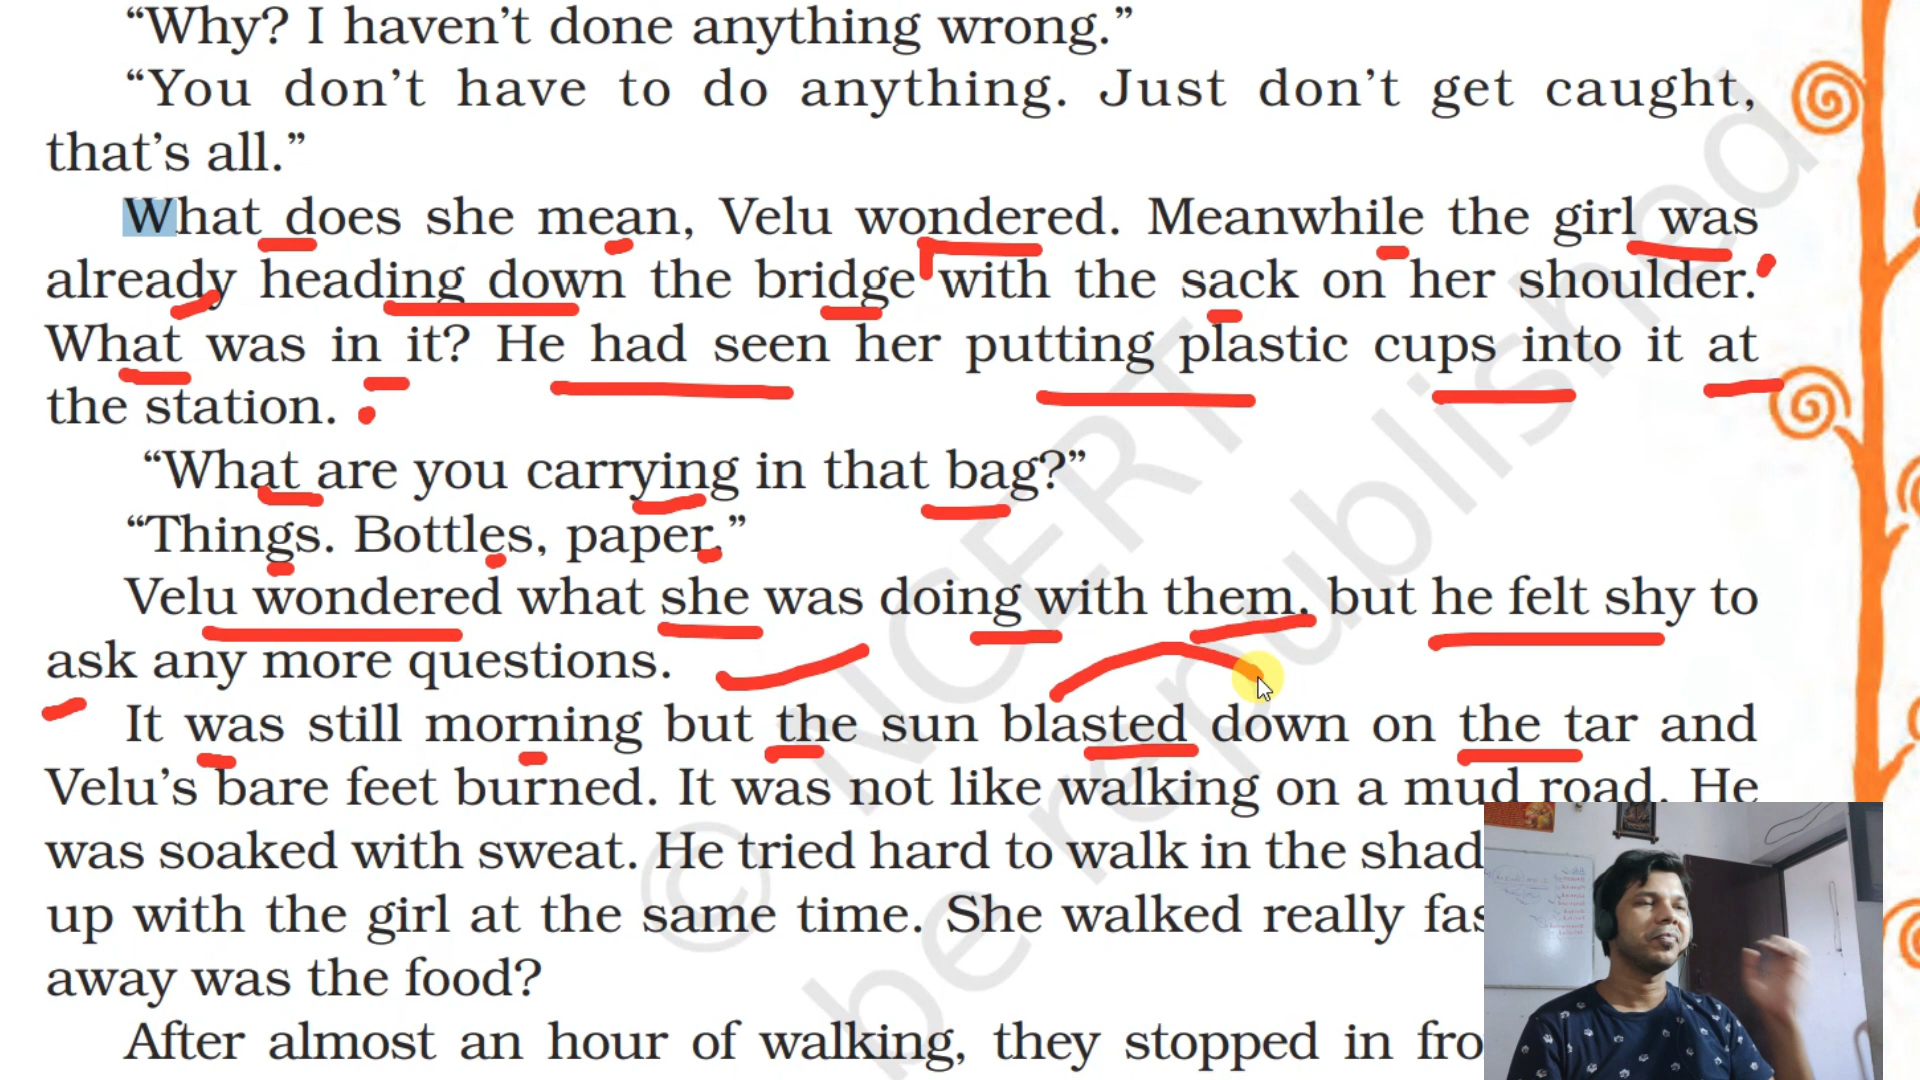 “Why? I haven’t done anything wrong.”
“You don’t have to do anything. Just don’t get caught,
that’s all.”
What does she mean, Velu wondered. Meanwhile the girl was
already heading down the bridge with the sack on her shoulder.
What was in it? He had seen her putting plastic cups into it at
the station.
“What are you carrying in that bag?”
“Things. Bottles, paper.”
Velu wondered what she was doing with them, but he felt shy to
ask any more questions.
It was still morning but the sun blasted down on the tar and
Velu’s bare feet burned. It was not like walking on a mud road. He
was soaked with sweat. He tried hard to walk in the shad
up with the girl at the same time. She walked really fas
away was the food?
After almost an hour of walking, they stopped in fro
© NCERT
be republished